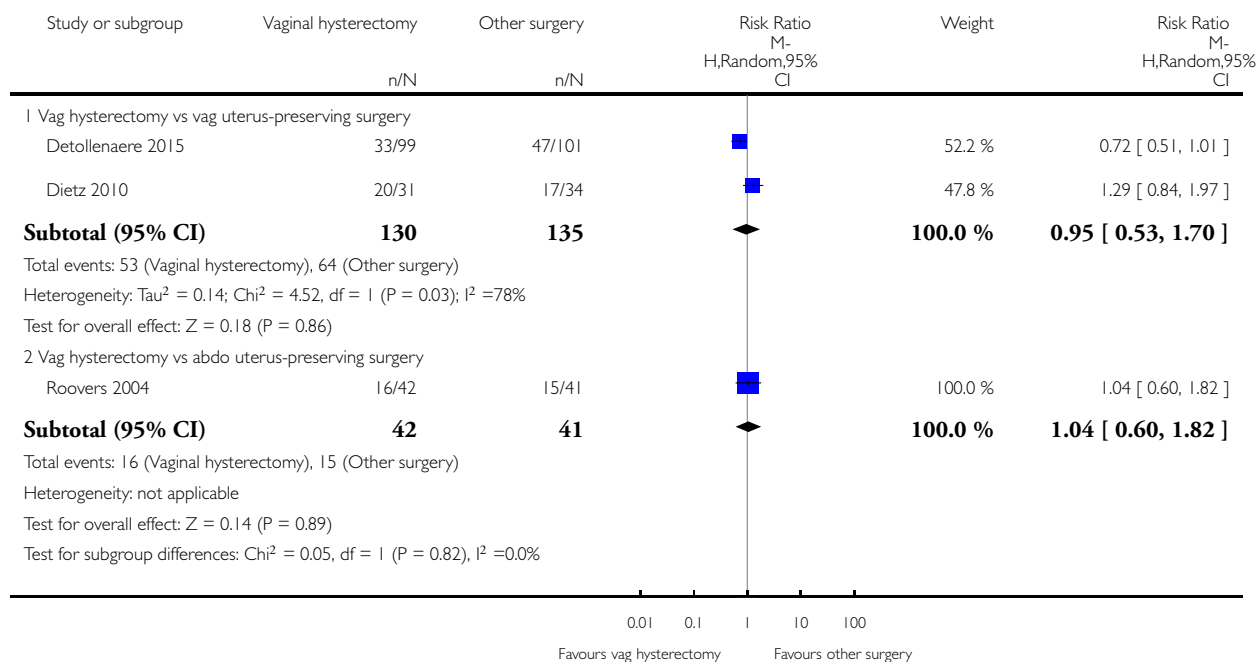 Study or subgroup Vaginal hysterectomy Other surgery Risk Ratio Weight Risk Ratio
M- M-
H,Random,95% H,Random,95%
n/N n/N CI CI
1 Vag hysterectomy vs vag uterus-preserving surgery
Detollenaere 2015 33/99 47/101 52.2 % 0.72 [ 0.51, 1.01 ]
Dietz 2010 20/31 17/34 47.8 % 1.29 [ 0.84, 1.97 ]
Subtotal (95% CI) 130 135 100.0 % 0.95 [ 0.53, 1.70 ]
Total events: 53 (Vaginal hysterectomy), 64 (Other surgery)
Heterogeneity: Tau² = 0.14; Chi² = 4.52, df = 1 (P = 0.03); I² =78%
Test for overall effect: Z = 0.18 (P = 0.86)
2 Vag hysterectomy vs abdo uterus-preserving surgery
Roovers 2004 16/42 15/41 100.0 % 1.04 [ 0.60, 1.82 ]
Subtotal (95% CI) 42 41 100.0 % 1.04 [ 0.60, 1.82 ]
Total events: 16 (Vaginal hysterectomy), 15 (Other surgery)
Heterogeneity: not applicable
Test for overall effect: Z = 0.14 (P = 0.89)
Test for subgroup differences: Chi² = 0.05, df = 1 (P = 0.82), I² =0.0%
0.01 0.1 1 10 100
Favours vag hysterectomy Favours other surgery